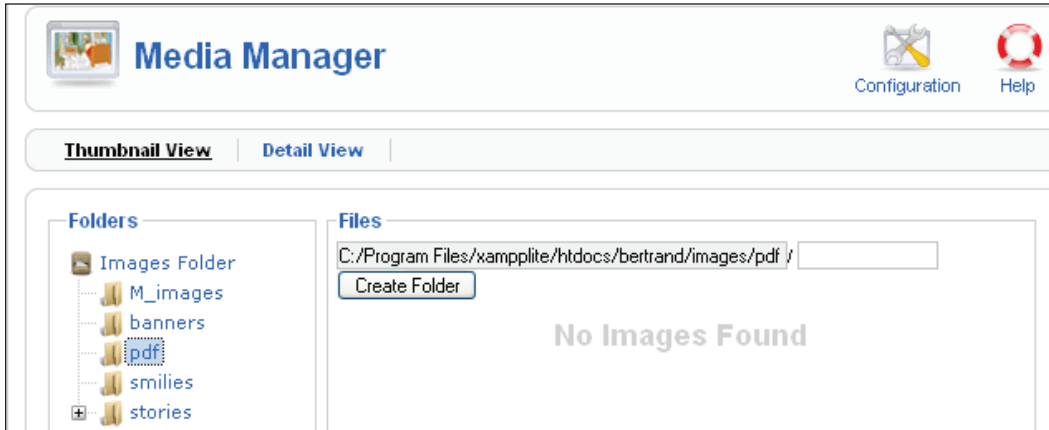 Media Manager
Configuration
Help
Thumbnail View
Detail View
Folders
Images Folder
M_images
banners
pdf
smilies
stories
Files
C:/Program Files/xampplite/htdocs/bertrand/images/pdf /
Create Folder
No Images Found